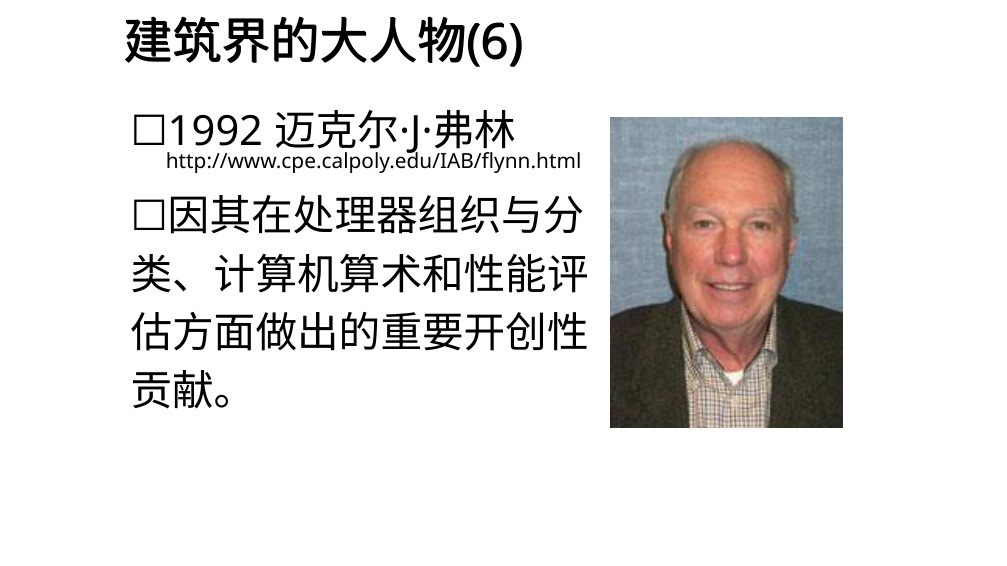 建筑界的大人物(6)
□1992 迈克尔·J·弗林
http://www.cpe.calpoly.edu/IAB/flynn.html
□因其在处理器组织与分
类、计算机算术和性能评
估方面做出的重要开创性
贡献。